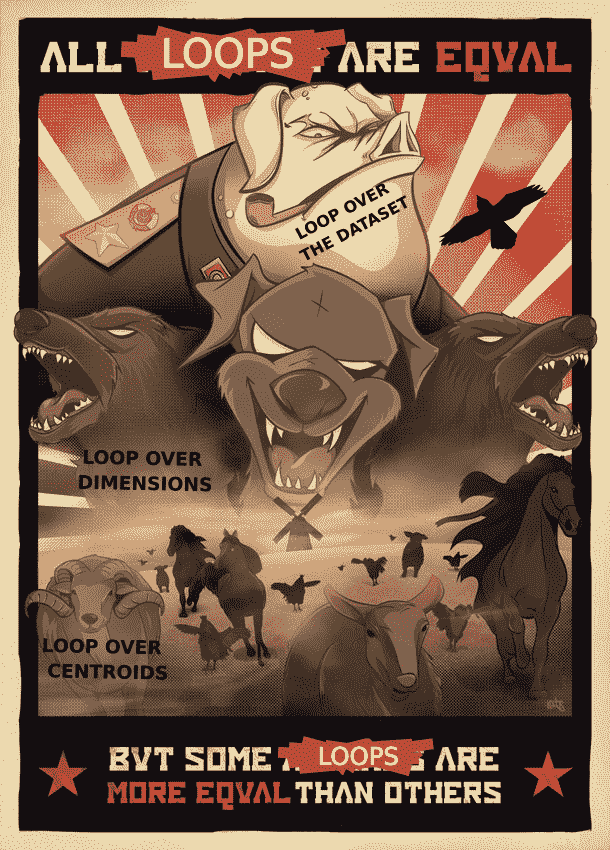 ALL LOOPS ARE EQVAL
LOOP OVER
THE DATASET
LOOP OVER
DIMENSIONS
LOOP OVER
CENTROIDS
BVT SOME LOOPS ARE
MORE EQVAL THAN OTHERS